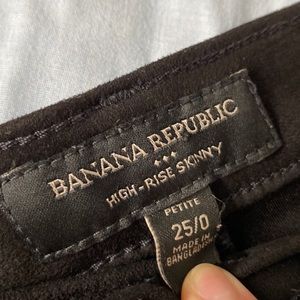 BANANA REPUBLIC
HIGH-RISE SKINNY
PETITE
25/0
MADE IN
BANGLADESH